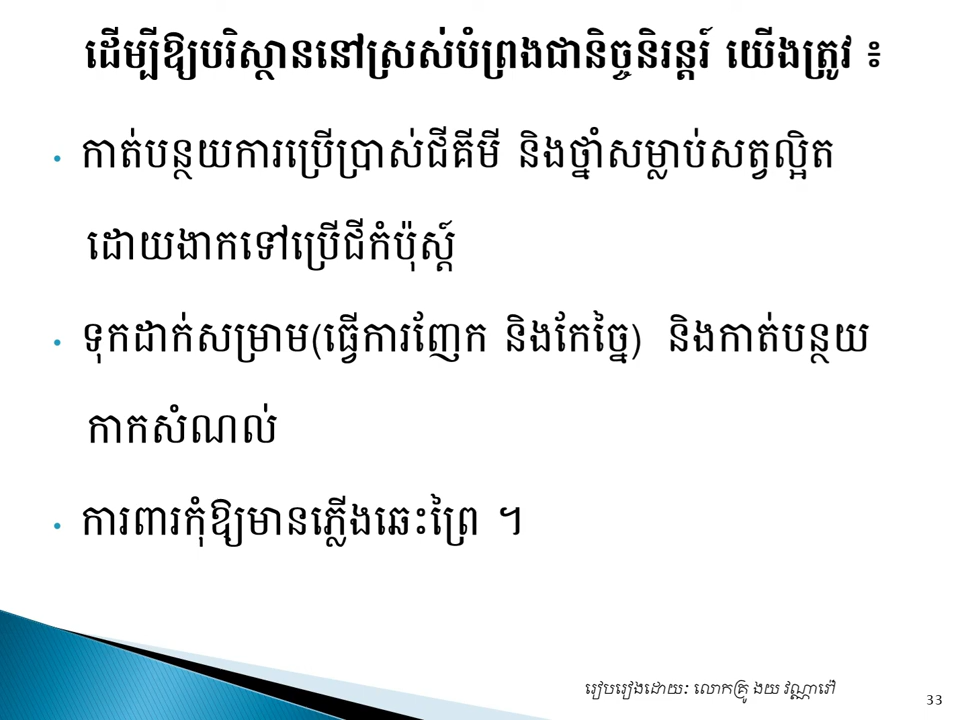 ដើម្បីឱ្យបរិស្ថាននៅស្រស់បំព្រងជានិច្ចនិរន្តរ៍ យើងត្រូវ ៖
• កាត់បន្ថយការប្រើប្រាស់ជីគីមី និងថ្នាំសម្លាប់សត្វល្អិត
ដោយងាកទៅប្រើជីកំប៉ុស្ត៍
• ទុកដាក់សម្រាម(ធ្វើការញែក និងកែច្នៃ) និងកាត់បន្ថយ
កាកសំណល់
• ការពារកុំឱ្យមានភ្លើងឆេះព្រៃ ។
រៀបរៀងដោយៈ លោកគ្រូ ងយ វណ្ណារ៉ៅ
33